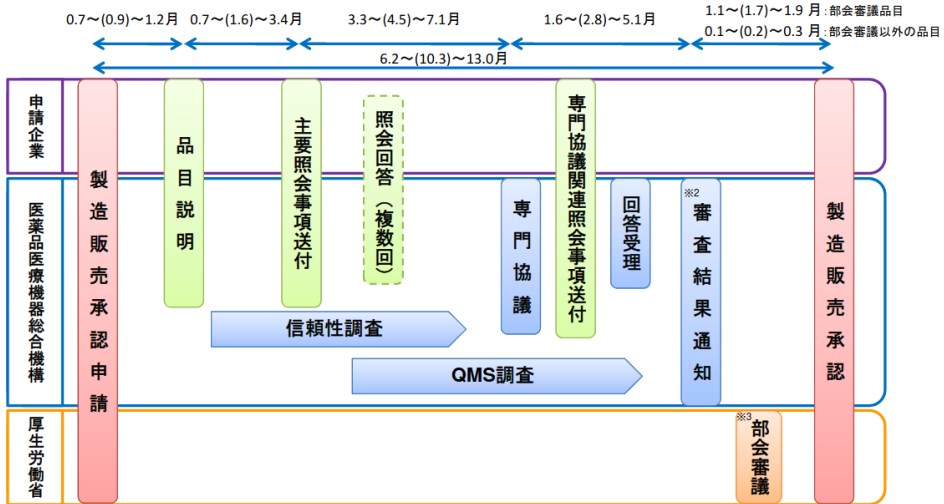 0.7～(0.9)～1.2月
0.7～(1.6)～3.4月
3.3～(4.5)～7.1月
1.6～(2.8)～5.1月
1.1～(1.7)～1.9 月:部会審議品目
0.1～(0.2)～0.3 月:部会審議以外の品目
6.2～(10.3)～13.0月
申請企業
医薬品医療機器総合機構
厚生労働省
製造販売承認申請
品目説明
主要照会事項送付
照会回答（複数回）
専門協議
専門協議関連照会事項送付
回答受理
※2
審査結果通知
製造販売承認
信頼性調査
QMS調査
※3
部会審議